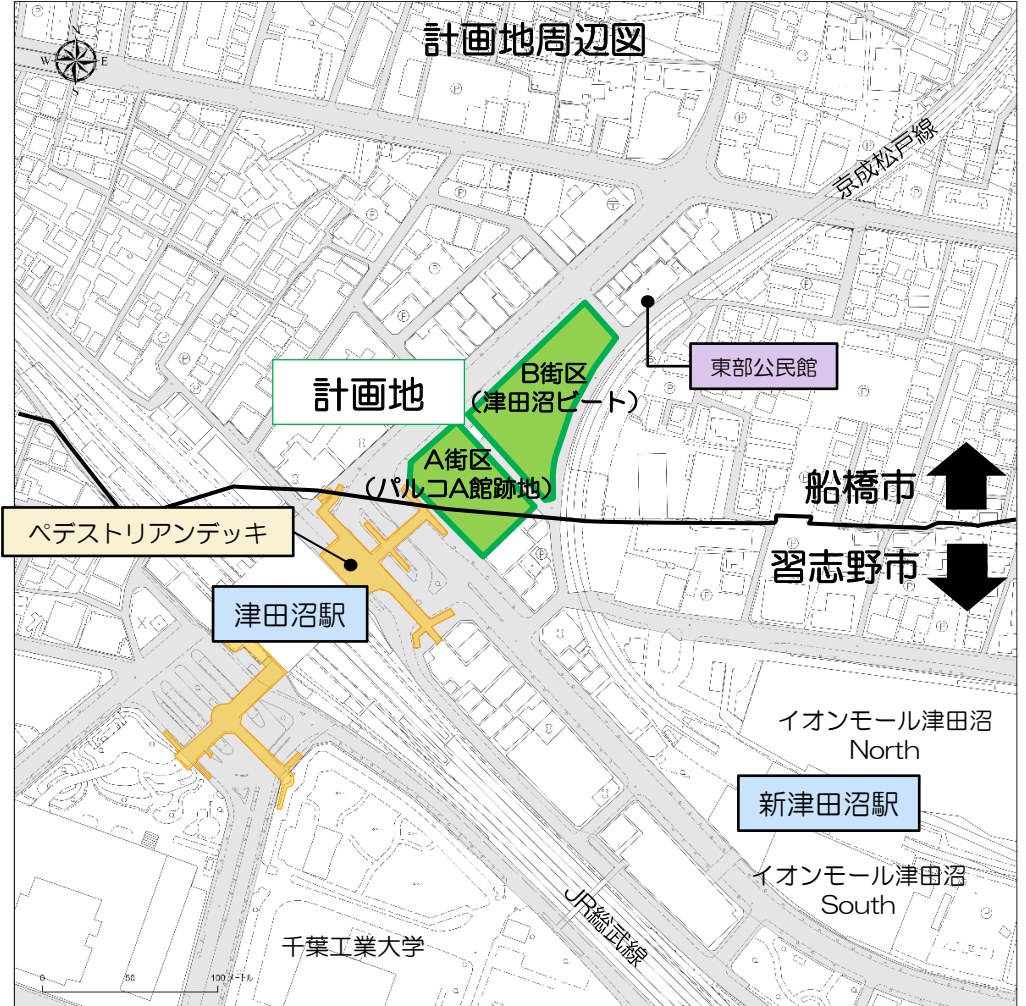 計画地周辺図
N
W
E
S
京成松戸線
東部公民館
計画地
B街区
（津田沼ビート）
A街区
（パルコA館跡地）
船橋市
ペデストリアンデッキ
習志野市
津田沼駅
イオンモール津田沼
North
新津田沼駅
イオンモール津田沼
South
JR総武線
千葉工業大学
0 50 100 メートル